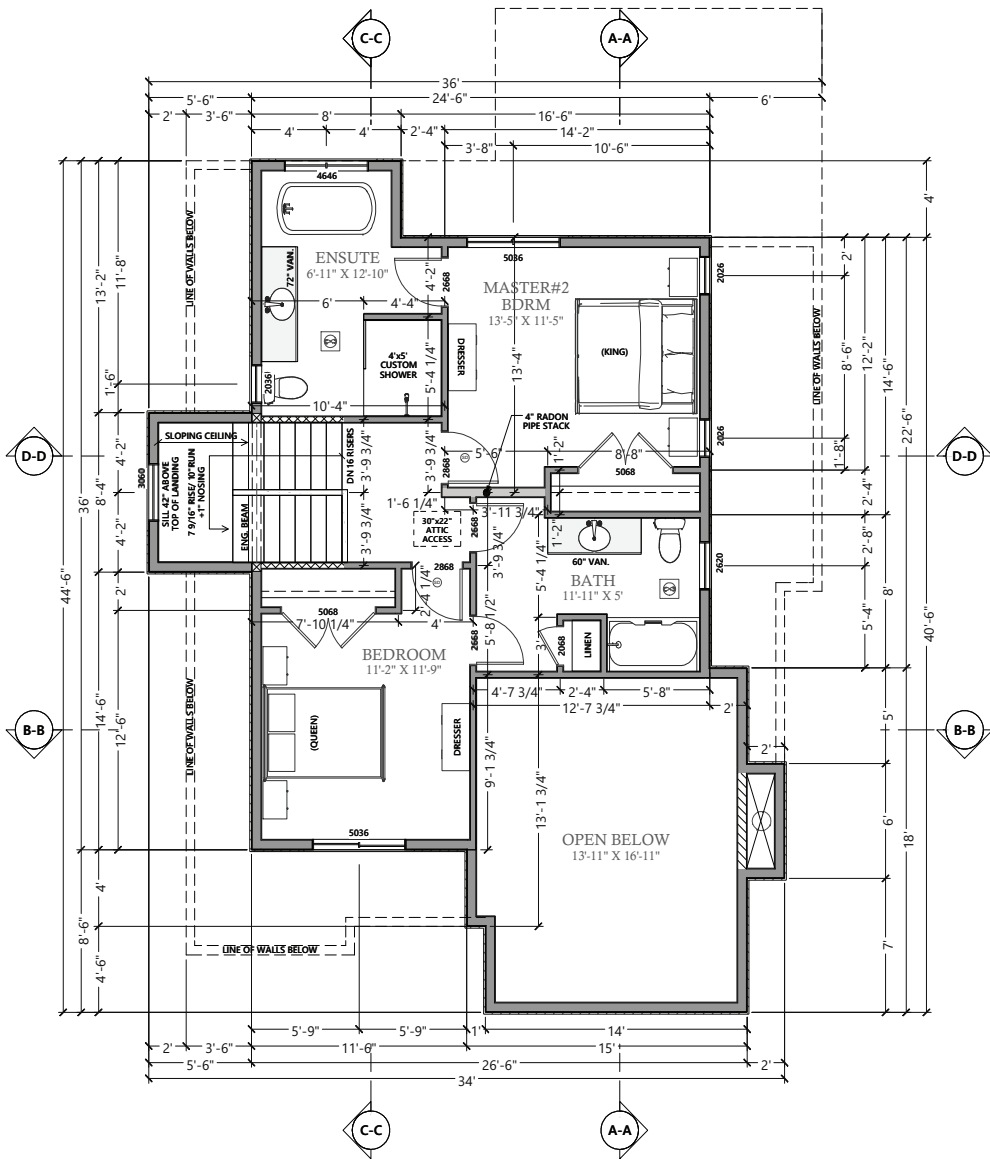 C-C
A-A
36'
5'-6"
24'-6"
6'
2'
3'-6"
8'
16'-6"
4'
4'
2'-4"
14'-2"
3'-8"
10'-6"
4646
5036
ENSUITE
6'-11" X 12'-10"
72" VAN.
2668
4'-2"
6'
4'-4"
MASTER#2
BDRM
13'-5" X 11'-5"
2026
(KING)
DRESSER
13'-4"
4'x5'
CUSTOM
SHOWER
5'-4 1/4"
2036
10'-4"
4" RADON
PIPE STACK
2026
LINE OF WALLS BELOW
LINE OF WALLS BELOW
4'
2'
8'-6"
12'-2"
14'-6"
22'-6"
1'-8"
2'-4"
2'-8"
5'-4"
8'
40'-6"
5'
6'
18'
7'
11'-8"
13'-2"
1'-6"
4'-2"
8'-4"
4'-2"
36'
44'-6"
2'
12'-6"
14'-6"
4'
8'-6"
4'-6"
D-D
D-D
SLOPING CEILING
3060
SILL 42" ABOVE
TOP OF LANDING
7 9/16" RISE/ 10"RUN
+1" NOSING
ENG. BEAM
DN 16 RISERS
3'-9 3/4"
3'-9 3/4"
3'-9 3/4"
2868
5'-6"
1'-2"
8'-8"
5068
1'-6 1/4"
3'-11 3/4"
30"x22"
ATTIC
ACCESS
2668
3'-9 3/4"
1'-2"
5'-4 1/4"
60" VAN.
BATH
11'-11" X 5'
2620
2868
2'-4 1/4"
5068
7'-10 1/4"
4'
2668
5'-8 1/2"
3'
2068
LINEN
BEDROOM
11'-2" X 11'-9"
4'-7 3/4"
2'-4"
5'-8"
12'-7 3/4"
2'
2'
LINE OF WALLS BELOW
(QUEEN)
DRESSER
9'-1 3/4"
13'-1 3/4"
B-B
B-B
5036
OPEN BELOW
13'-11" X 16'-11"
LINE OF WALLS BELOW
5'-9"
5'-9"
1'
14'
2'
3'-6"
11'-6"
15'
5'-6"
26'-6"
2'
34'
C-C
A-A